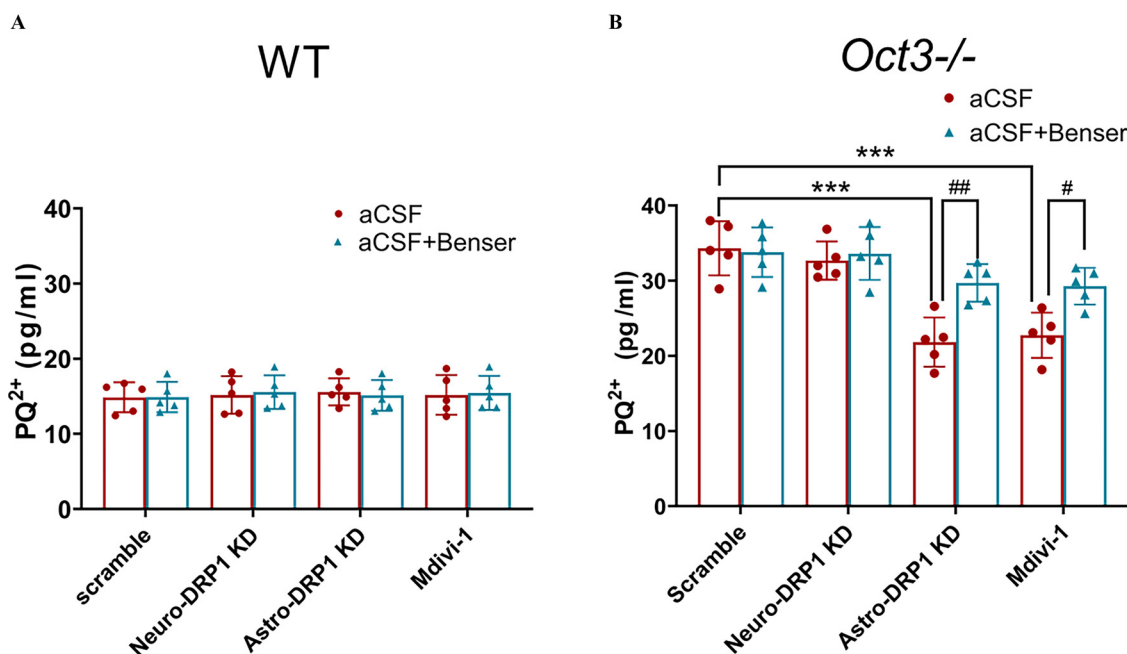 A
WT
aCSF
aCSF+Benser
40
30
20
10
0
PQ²⁺ (pg/ml)
scramble
Neuro-DRP1 KD
Astro-DRP1 KD
Mdivi-1
B
Oct3-/-
aCSF
aCSF+Benser
***
***
##
#
40
30
20
10
0
PQ²⁺ (pg/ml)
Scramble
Neuro-DRP1 KD
Astro-DRP1 KD
Mdivi-1